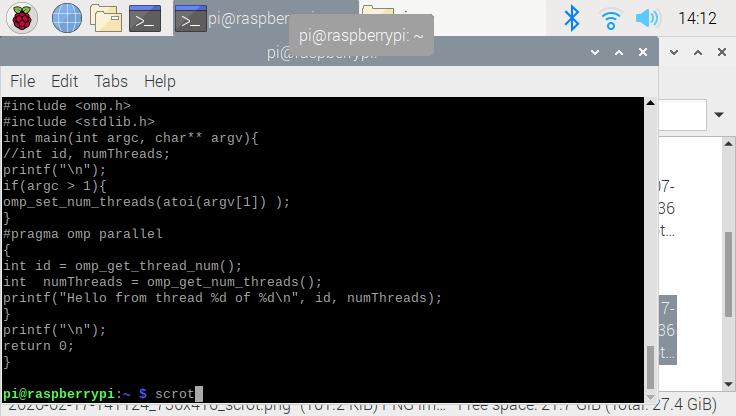 pi@raspberrypi:
14:12
pi@raspberrypi: ~
pi@raspberrypi:
File Edit Tabs Help
#include <omp.h>
#include <stdlib.h>
int main(int argc, char** argv){
//int id, numThreads;
printf("\n");
if(argc > 1){
omp_set_num_threads(atoi(argv[1]) );
}
#pragma omp parallel
{
int id = omp_get_thread_num();
int  numThreads = omp_get_num_threads();
printf("Hello from thread %d of %d\n", id, numThreads);
}
printf("\n");
return 0;
}
pi@raspberrypi:~ $ scrot
07-
36
t...
17-
36
t...
2020-02-17-141124_736x416_scrot.png" (101.2 KiB) PNG im... Free space: 21.7 GiB (Total: 27.4 GiB)